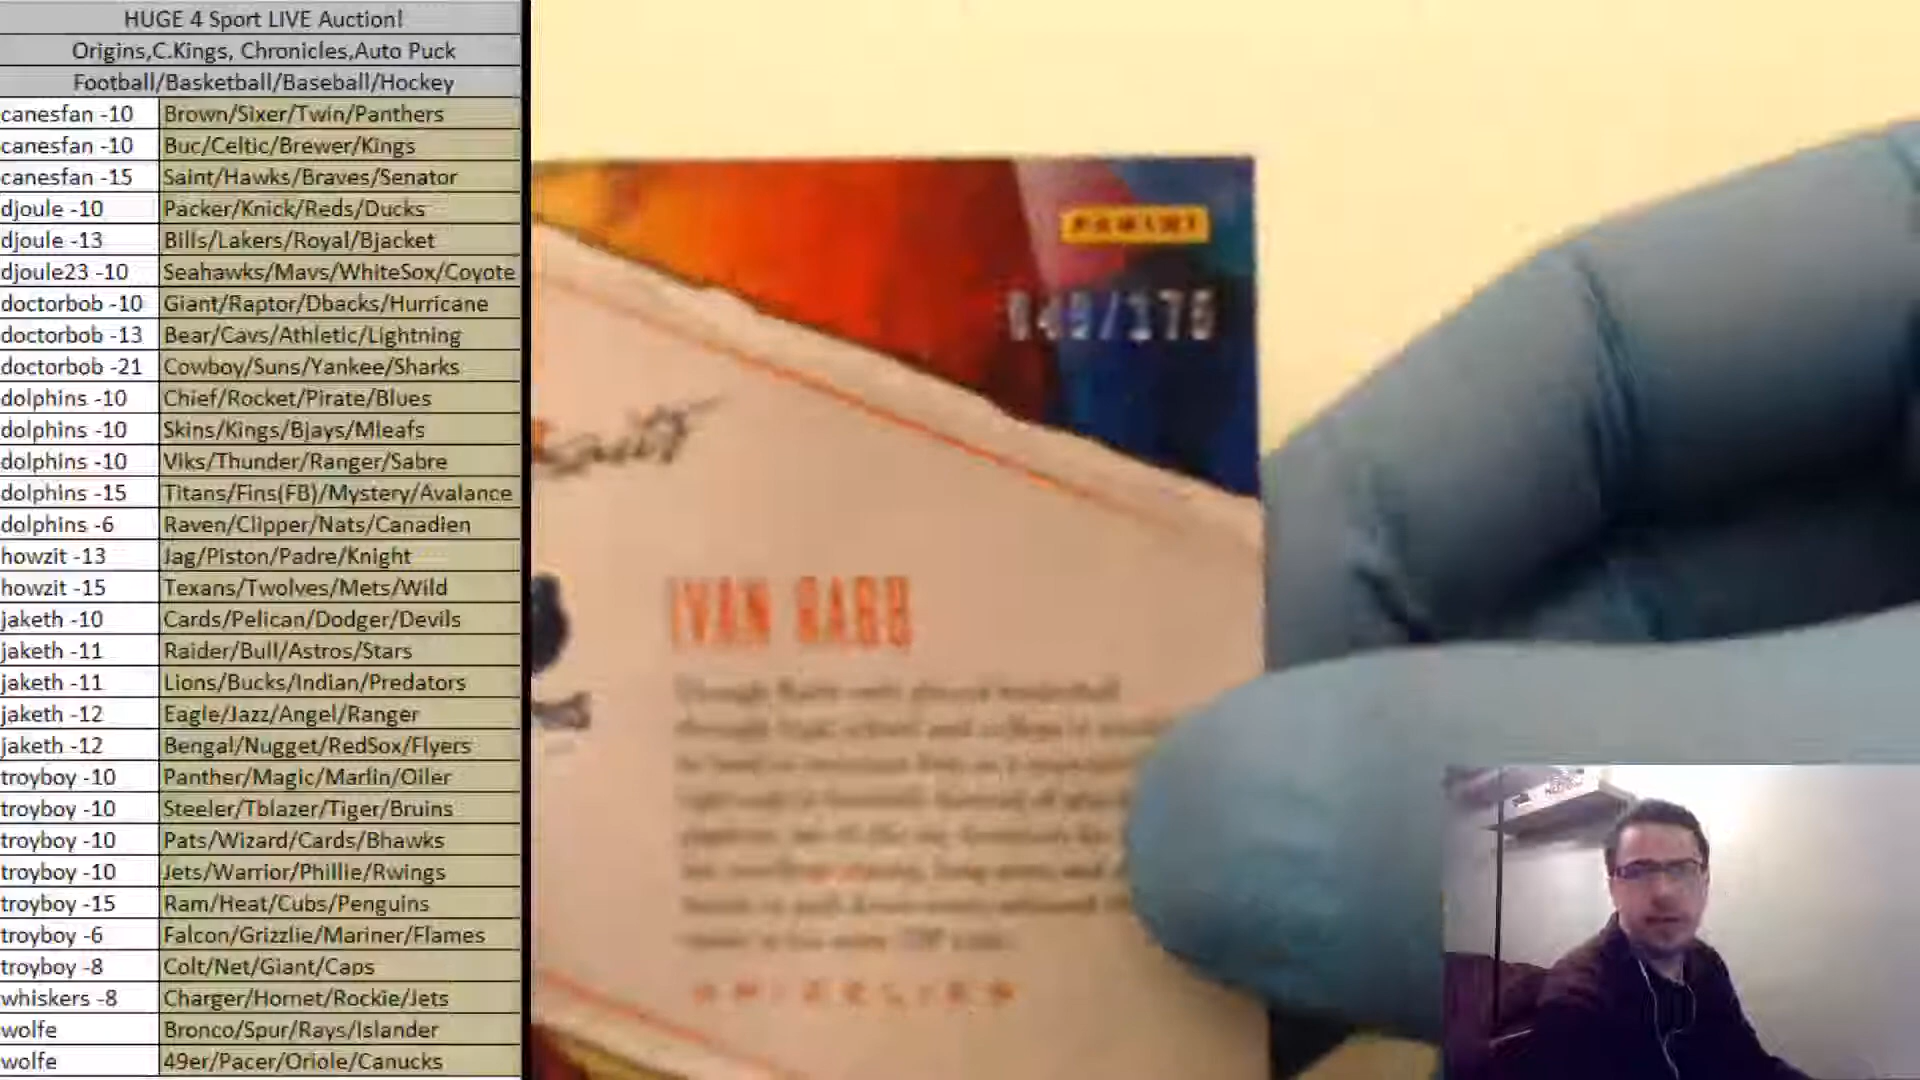 HUGE 4 Sport LIVE Auction!
Origins,C.Kings, Chronicles,Auto Puck
Football/Basketball/Baseball/Hockey
canesfan -10 Brown/Sixer/Twin/Panthers
canesfan -10 Buc/Celtic/Brewer/Kings
canesfan -15 Saint/Hawks/Braves/Senator
djoule -10 Packer/Knick/Reds/Ducks
djoule -13 Bills/Lakers/Royal/Bjacket
djoule23 -10 Seahawks/Mavs/WhiteSox/Coyote
doctorbob -10 Giant/Raptor/Dbacks/Hurricane
doctorbob -13 Bear/Cavs/Athletic/Lightning
doctorbob -21 Cowboy/Suns/Yankee/Sharks
dolphins -10 Chief/Rocket/Pirate/Blues
dolphins -10 Skins/Kings/Bjays/Mleafs
dolphins -10 Viks/Thunder/Ranger/Sabre
dolphins -15 Titans/Fins(FB)/Mystery/Avalance
dolphins -6 Raven/Clipper/Nats/Canadien
howzit -13 Jag/Piston/Padre/Knight
howzit -15 Texans/Twolves/Mets/Wild
jaketh -10 Cards/Pelican/Dodger/Devils
jaketh -11 Raider/Bull/Astros/Stars
jaketh -11 Lions/Bucks/Indian/Predators
jaketh -12 Eagle/Jazz/Angel/Ranger
jaketh -12 Bengal/Nugget/RedSox/Flyers
troyboy -10 Panther/Magic/Marlin/Oiler
troyboy -10 Steeler/Tblazer/Tiger/Bruins
troyboy -10 Pats/Wizard/Cards/Bhawks
troyboy -10 Jets/Warrior/Phillie/Rwings
troyboy -15 Ram/Heat/Cubs/Penguins
troyboy -6 Falcon/Grizzlie/Mariner/Flames
troyboy -8 Colt/Net/Giant/Caps
whiskers -8 Charger/Hornet/Rockie/Jets
wolfe Bronco/Spur/Rays/Islander
wolfe 49er/Pacer/Oriole/Canucks
PANINI
IVAN RABB